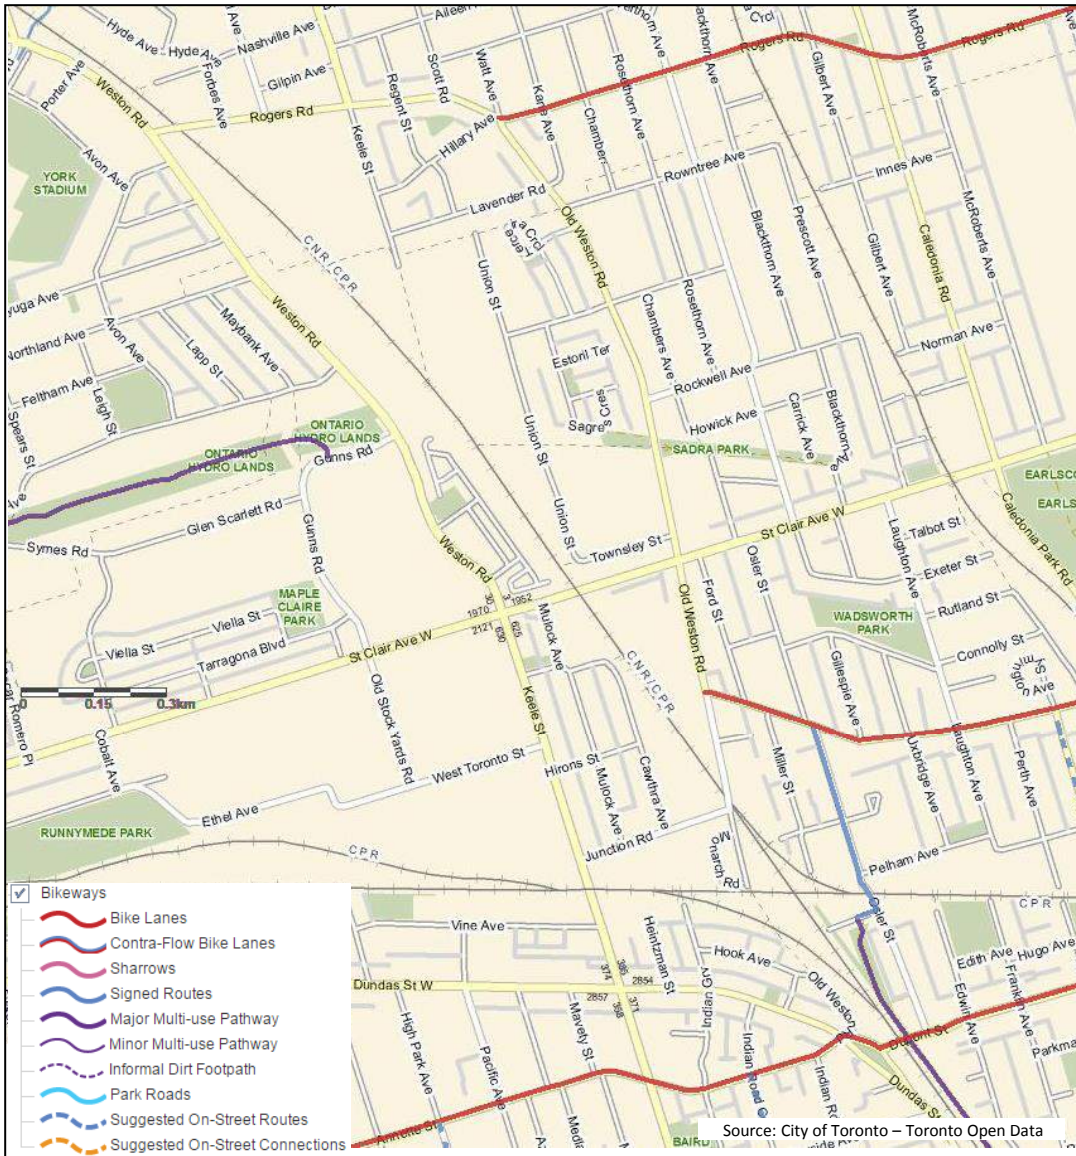 Hyde Ave
Hyde Ave
Nashville Ave
Gilpin Ave
Forbes Ave
Porter Ave
Weston Rd
Rogers Rd
Keele St
Regent St
Scott Rd
Watt Ave
Hillary Ave
Kane Ave
Rosethorn Ave
Blackthorn Ave
Rogers Rd
Gilbert Ave
McRoberts Ave
Rogers Rd
YORK
STADIUM
Avon Ave
Lavender Rd
Rowntree Ave
Innes Ave
Old Weston Rd
Blackthorn Ave
Prescott Ave
Gilbert Ave
Caledonia Rd
McRoberts Ave
CNR/CPR
Union St
Northland Ave
Avon Ave
Lapp St
Maybank Ave
Weston Rd
Feltham Ave
Leigh St
Spears St
Estoril Ter
Chambers Ave
Rosethorn Ave
Rockwell Ave
Norman Ave
Howick Ave
Carrick Ave
SADRA PARK
ONTARIO
HYDRO LANDS
ONTARIO
HYDRO LANDS
Gunns Rd
Union St
Union St
Symes Rd
Glen Scarlett Rd
Gunns Rd
Weston Rd
Townsley St
St Clair Ave W
Osler St
Laughton Ave
Talbot St
Exeter St
Caledonia Park Rd
Rutland St
Connolly St
WADSWORTH
PARK
MAPLE
CLAIRE
PARK
Viella St
Viella St
Tarragona Blvd
St Clair Ave W
1970
30
3
1952
2121
630
625
Mulock Ave
Old Weston Rd
Ford St
Gillespie Ave
CNR/CPR
0 0.15 0.3km
Cobalt Ave
Old Stock Yards Rd
Keele St
West Toronto St
Hirons St
Mulock Ave
Cawthra Ave
Miller St
Uxbridge Ave
Laughton Ave
Perth Ave
Ethel Ave
Junction Rd
Monarch Rd
Pelham Ave
RUNNYMEDE PARK
CPR
CPR
Osler St
Vine Ave
Heintzman St
Hook Ave
Edith Ave
Hugo Ave
Dundas St W
374
385
2854
2857
371
358
Old Weston
Edwin Ave
Franklin Ave
High Park Ave
Pacific Ave
Mavety St
Dupont St
Dundas St
Annette St
BAIRD
Bikeways
Bike Lanes
Contra-Flow Bike Lanes
Sharrows
Signed Routes
Major Multi-use Pathway
Minor Multi-use Pathway
Informal Dirt Footpath
Park Roads
Suggested On-Street Routes
Suggested On-Street Connections
Source: City of Toronto – Toronto Open Data